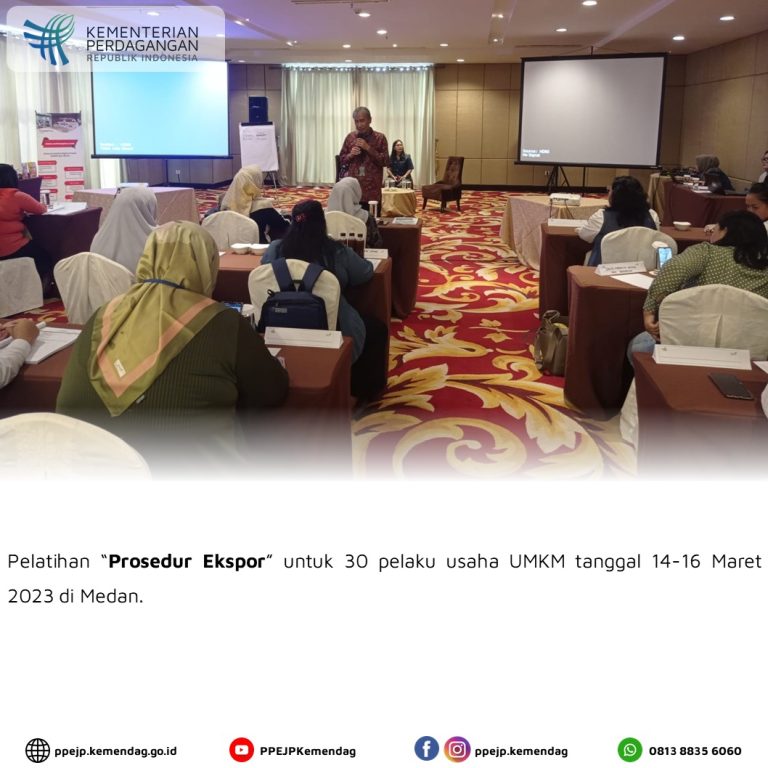 KEMENTERIAN
PERDAGANGAN
REPUBLIK INDONESIA
Pelatihan “Prosedur Ekspor” untuk 30 pelaku usaha UMKM tanggal 14-16 Maret
2023 di Medan.
ppejp.kemendag.go.id
PPEJPKemendag
ppejp.kemendag
0813 8835 6060